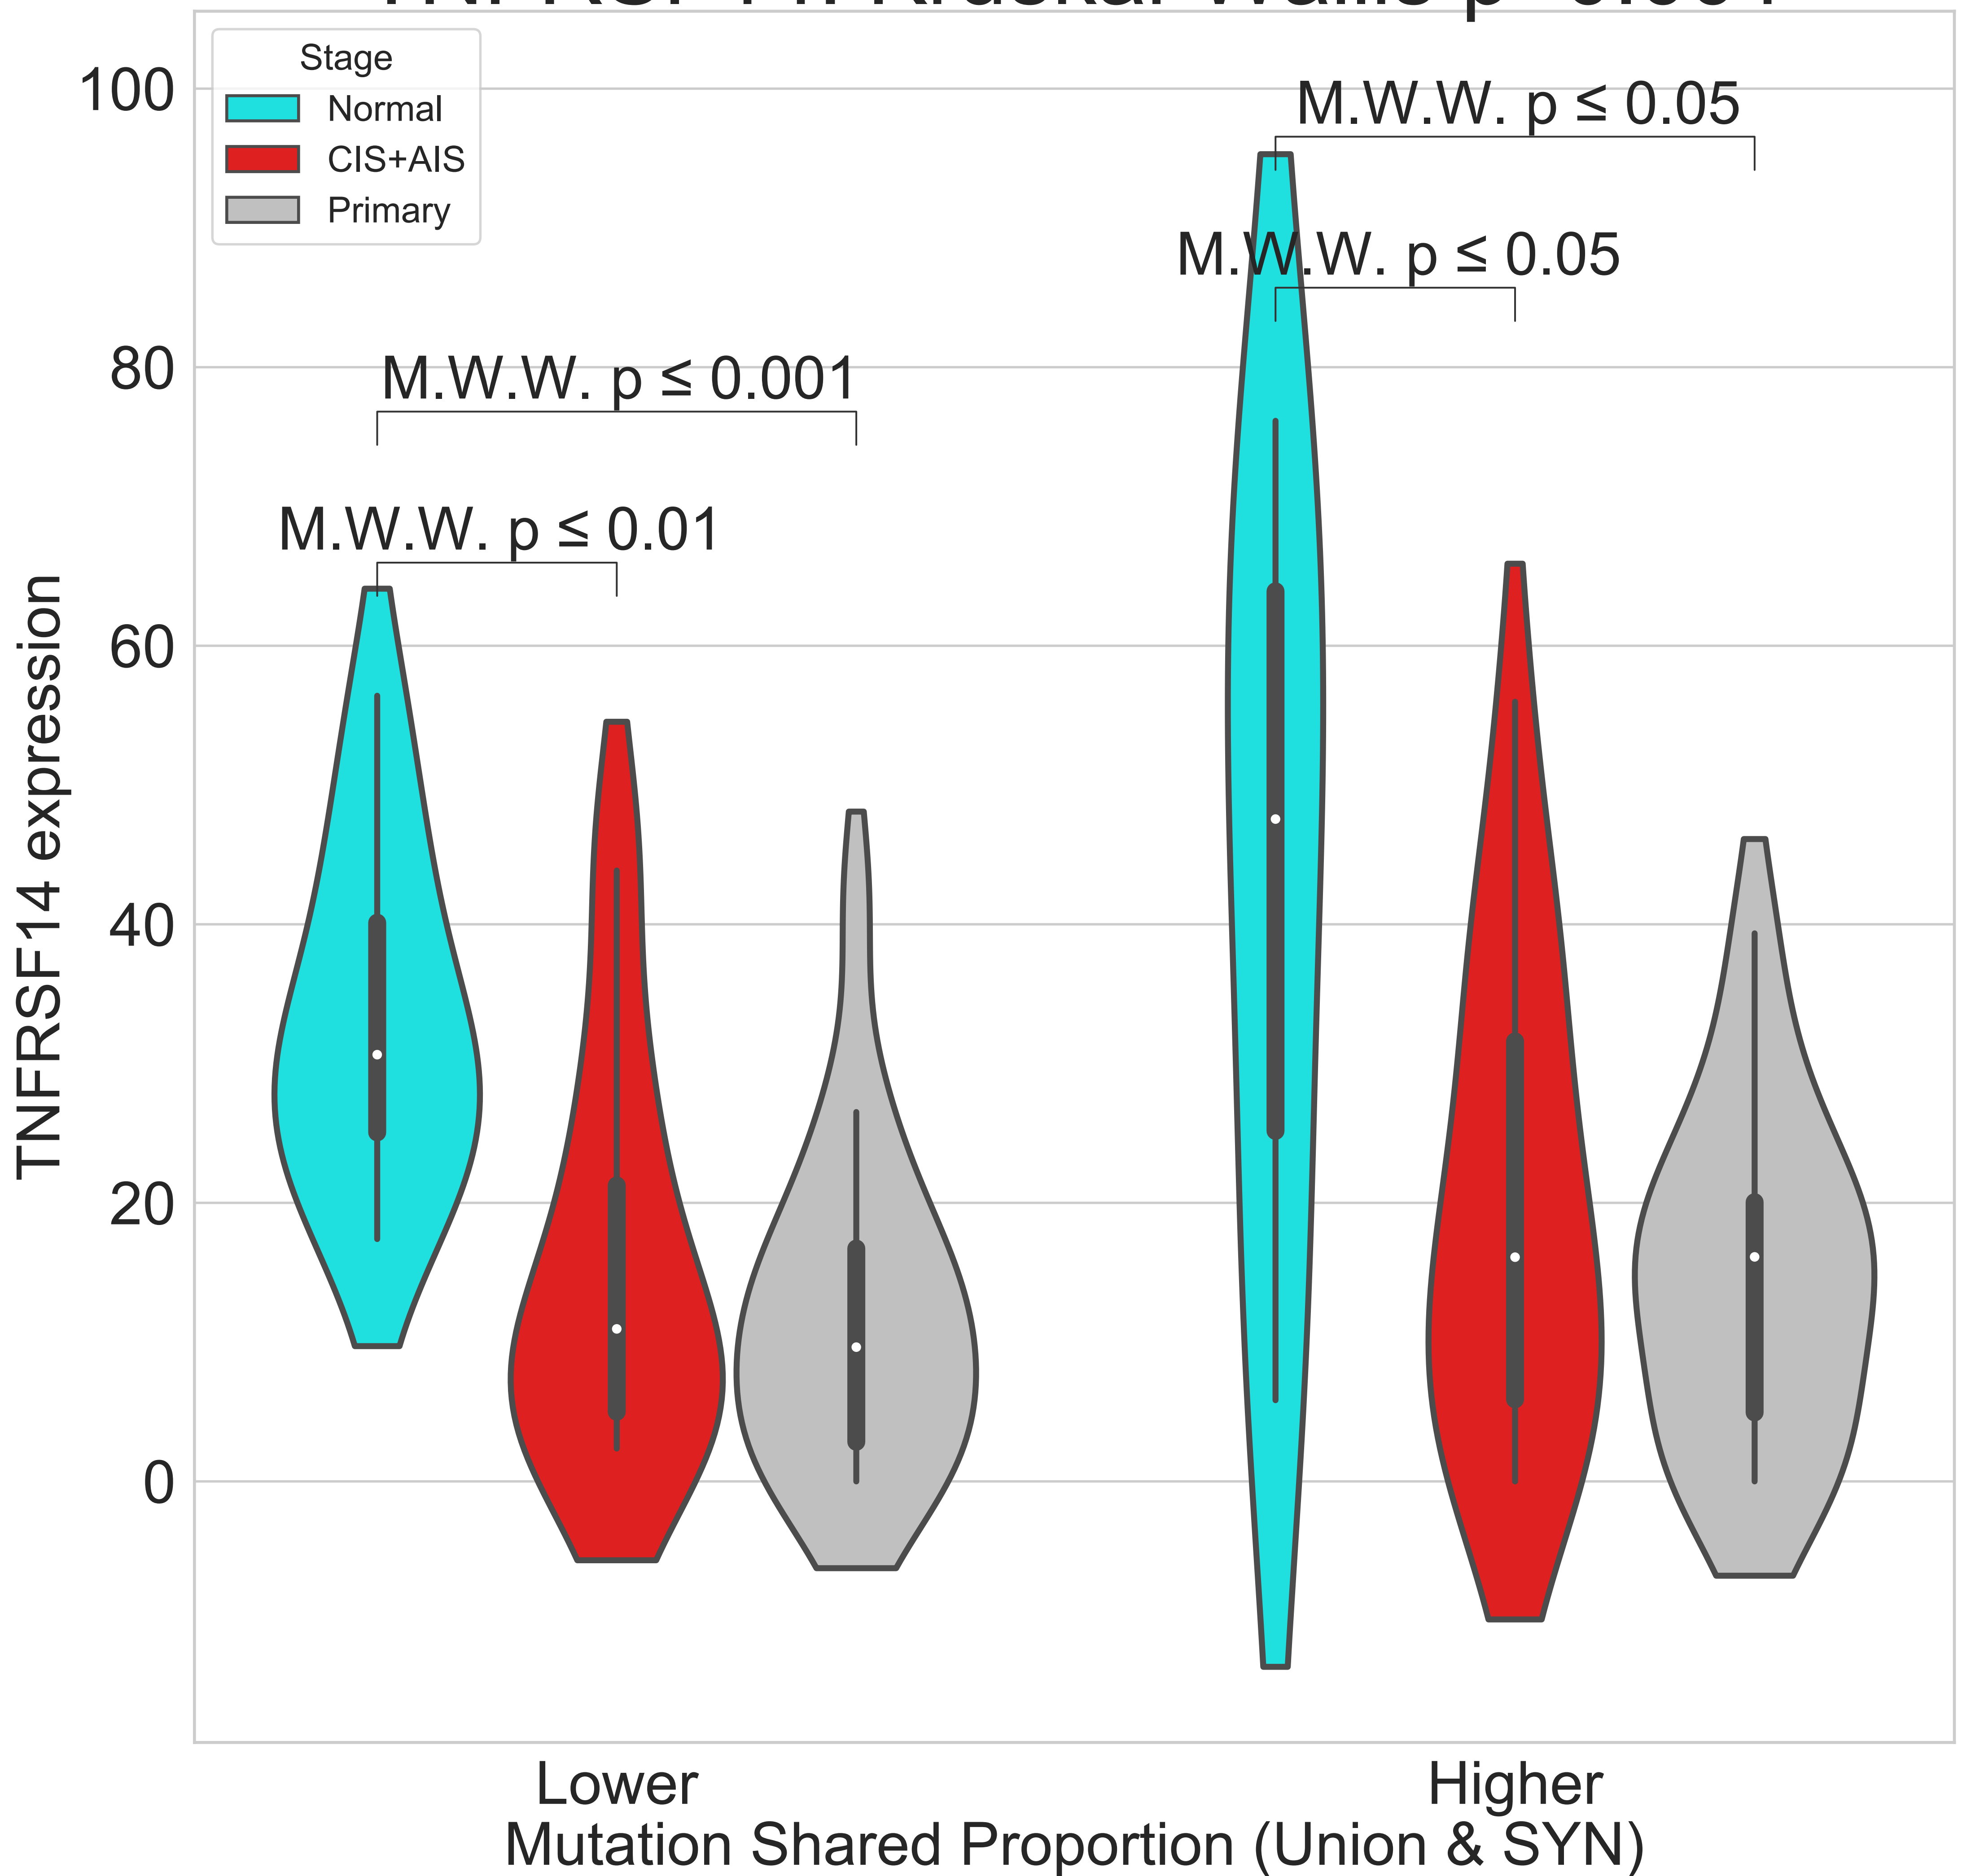 Stage
Normal
CIS+AIS
Primary
100
80
60
40
20
0
TNFRSF14 expression
M.W.W. p ≤ 0.05
M.W.W. p ≤ 0.05
M.W.W. p ≤ 0.001
M.W.W. p ≤ 0.01
Lower
Higher
Mutation Shared Proportion (Union & SYN)